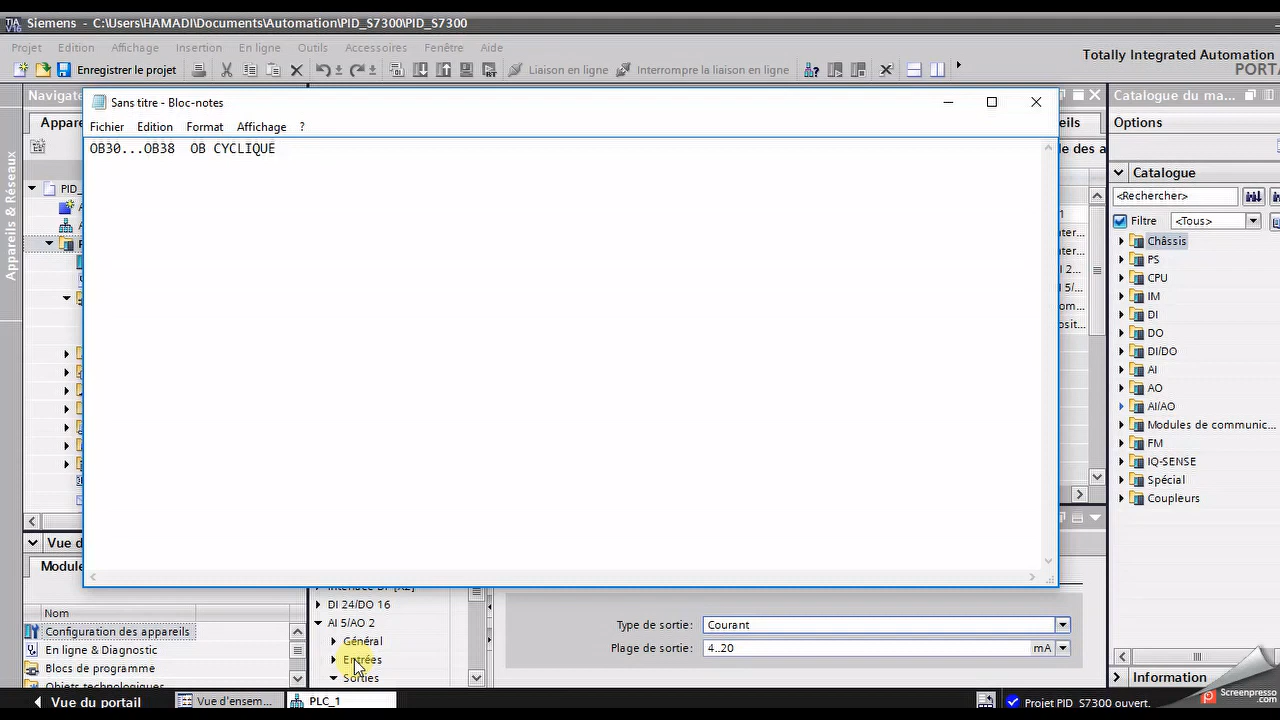 Siemens - C:\Users\HAMADI\Documents\Automation\PID_S7300\PID_S7300
Projet Edition Affichage Insertion En ligne Outils Accessoires Fenêtre Aide
Totally Integrated Automation
PORTA
Enregistrer le projet
Liaison en ligne
Interrompre la liaison en ligne
Sans titre - Bloc-notes
Fichier Edition Format Affichage ?
OB30...OB38 OB CYCLIQUE
Catalogue du ma...
Options
Catalogue
<Rechercher>
Filtre <Tous>
Châssis
PS
CPU
IM
DI
DO
DI/DO
AI
AO
AI/AO
Modules de communic...
FM
IQ-SENSE
Spécial
Coupleurs
Information
Appareils & Réseaux
Nom
Configuration des appareils
En ligne & Diagnostic
Blocs de programme
Objets technologiques
DI 24/DO 16
AI 5/AO 2
Général
Entrées
Sorties
Type de sortie: Courant
Plage de sortie: 4..20 mA
Vue du portail
Vue d'ensem...
PLC_1
Projet PID_S7300 ouvert.
Screenpresso
.com